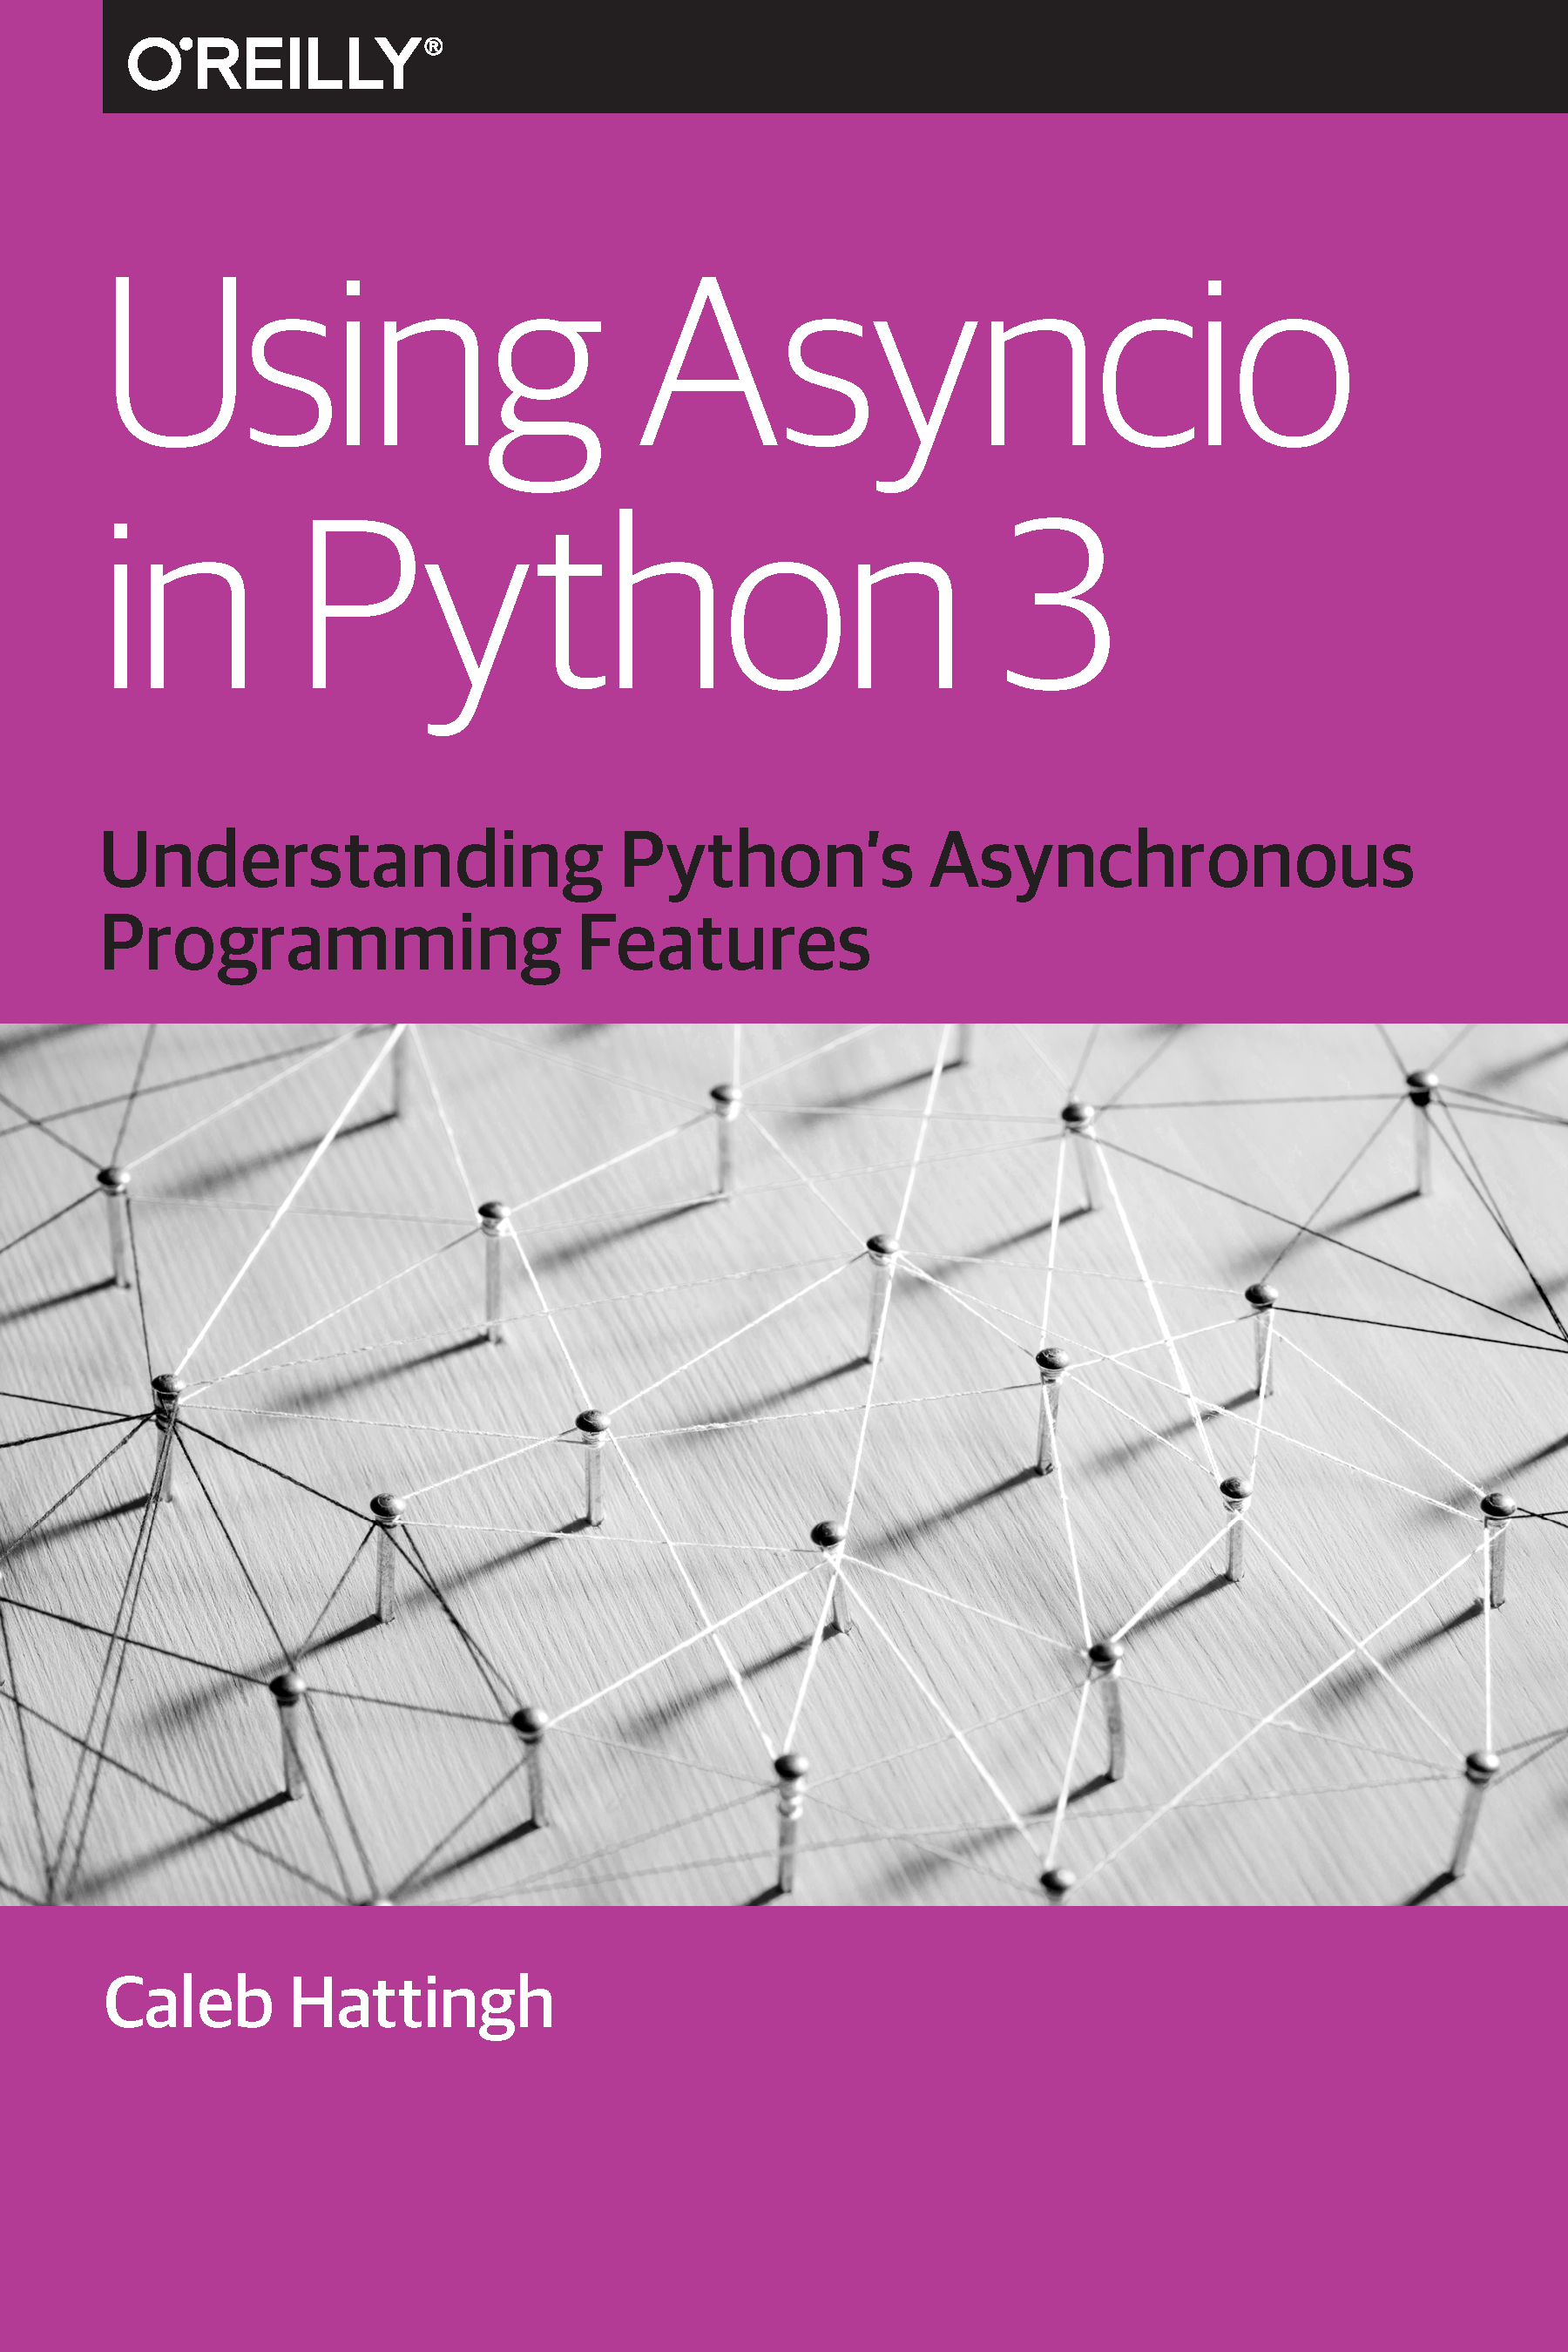 O'REILLY®
Using Asyncio
in Python 3
Understanding Python's Asynchronous
Programming Features
Caleb Hattingh